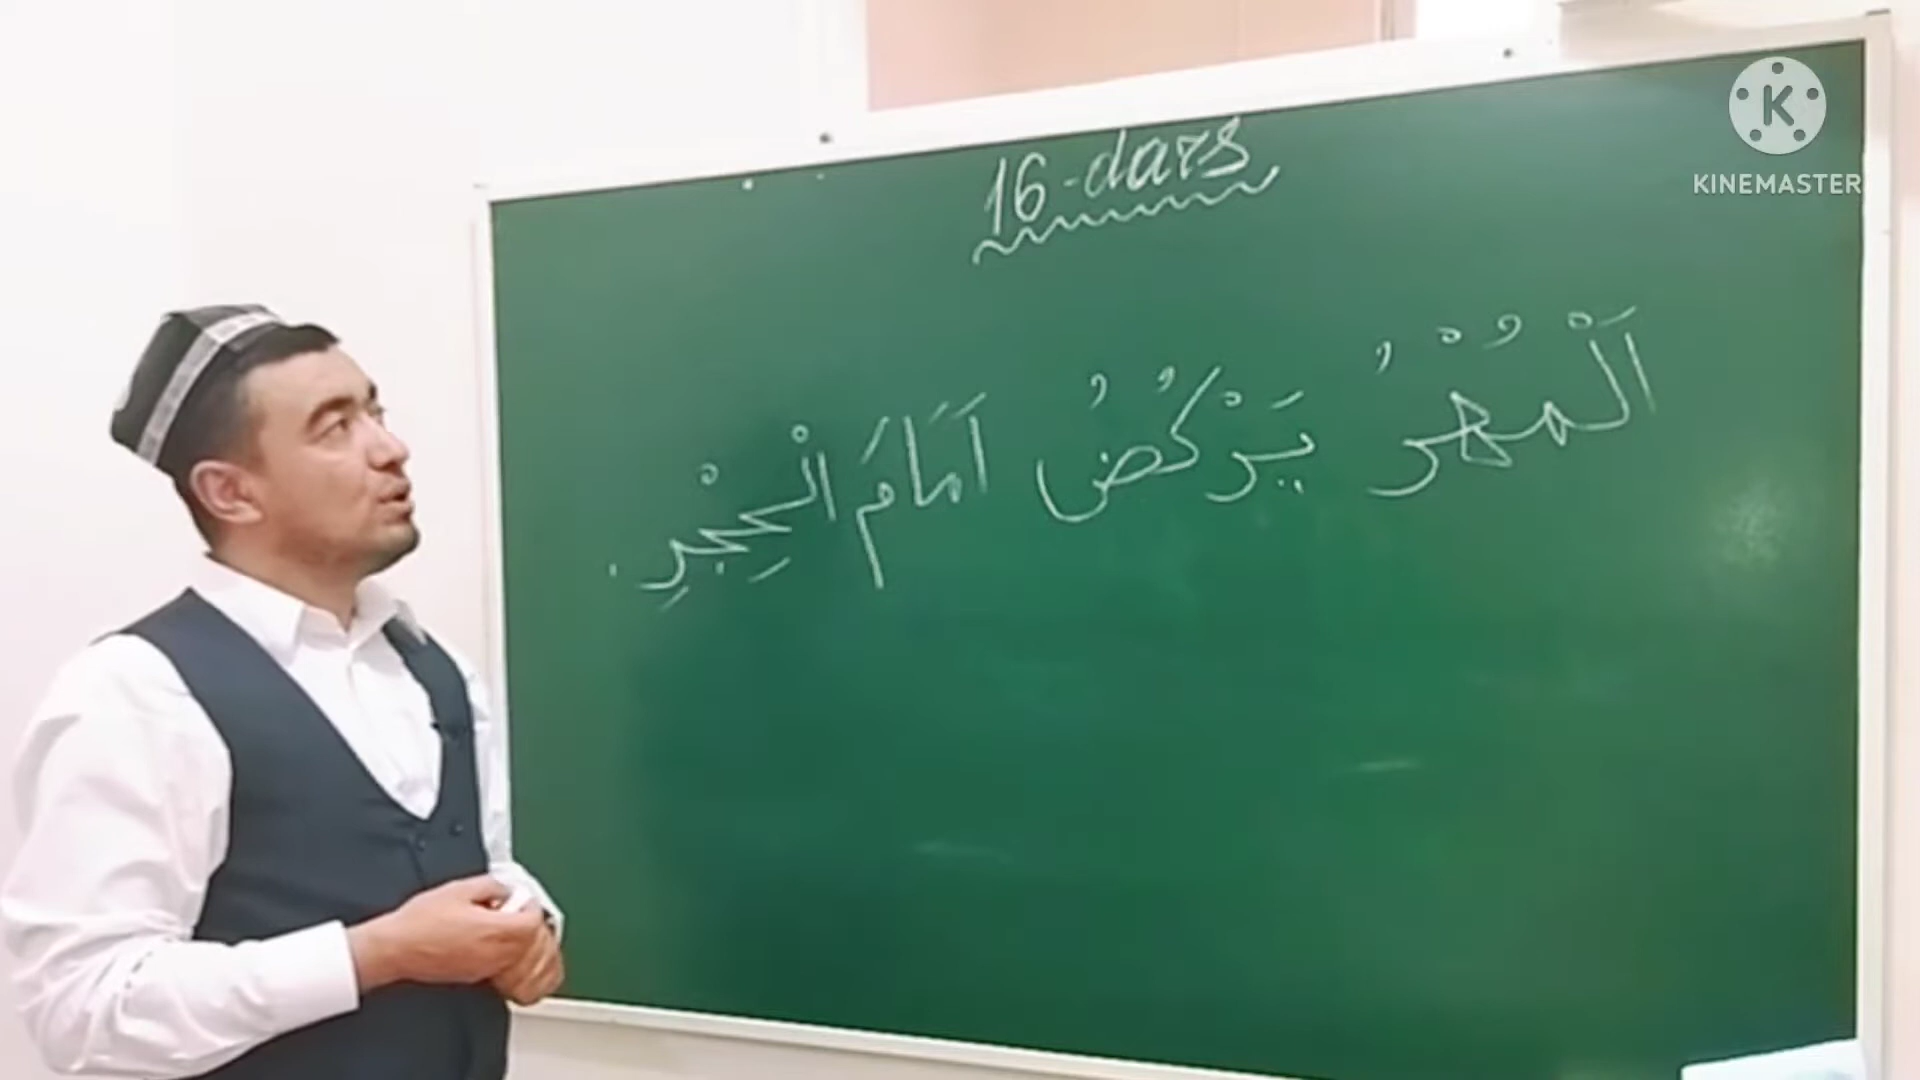 16-dars
اَلْمُهْرُ يَرْكُضُ اَمَامَ الْحِجْرِ.
K
KINEMASTER